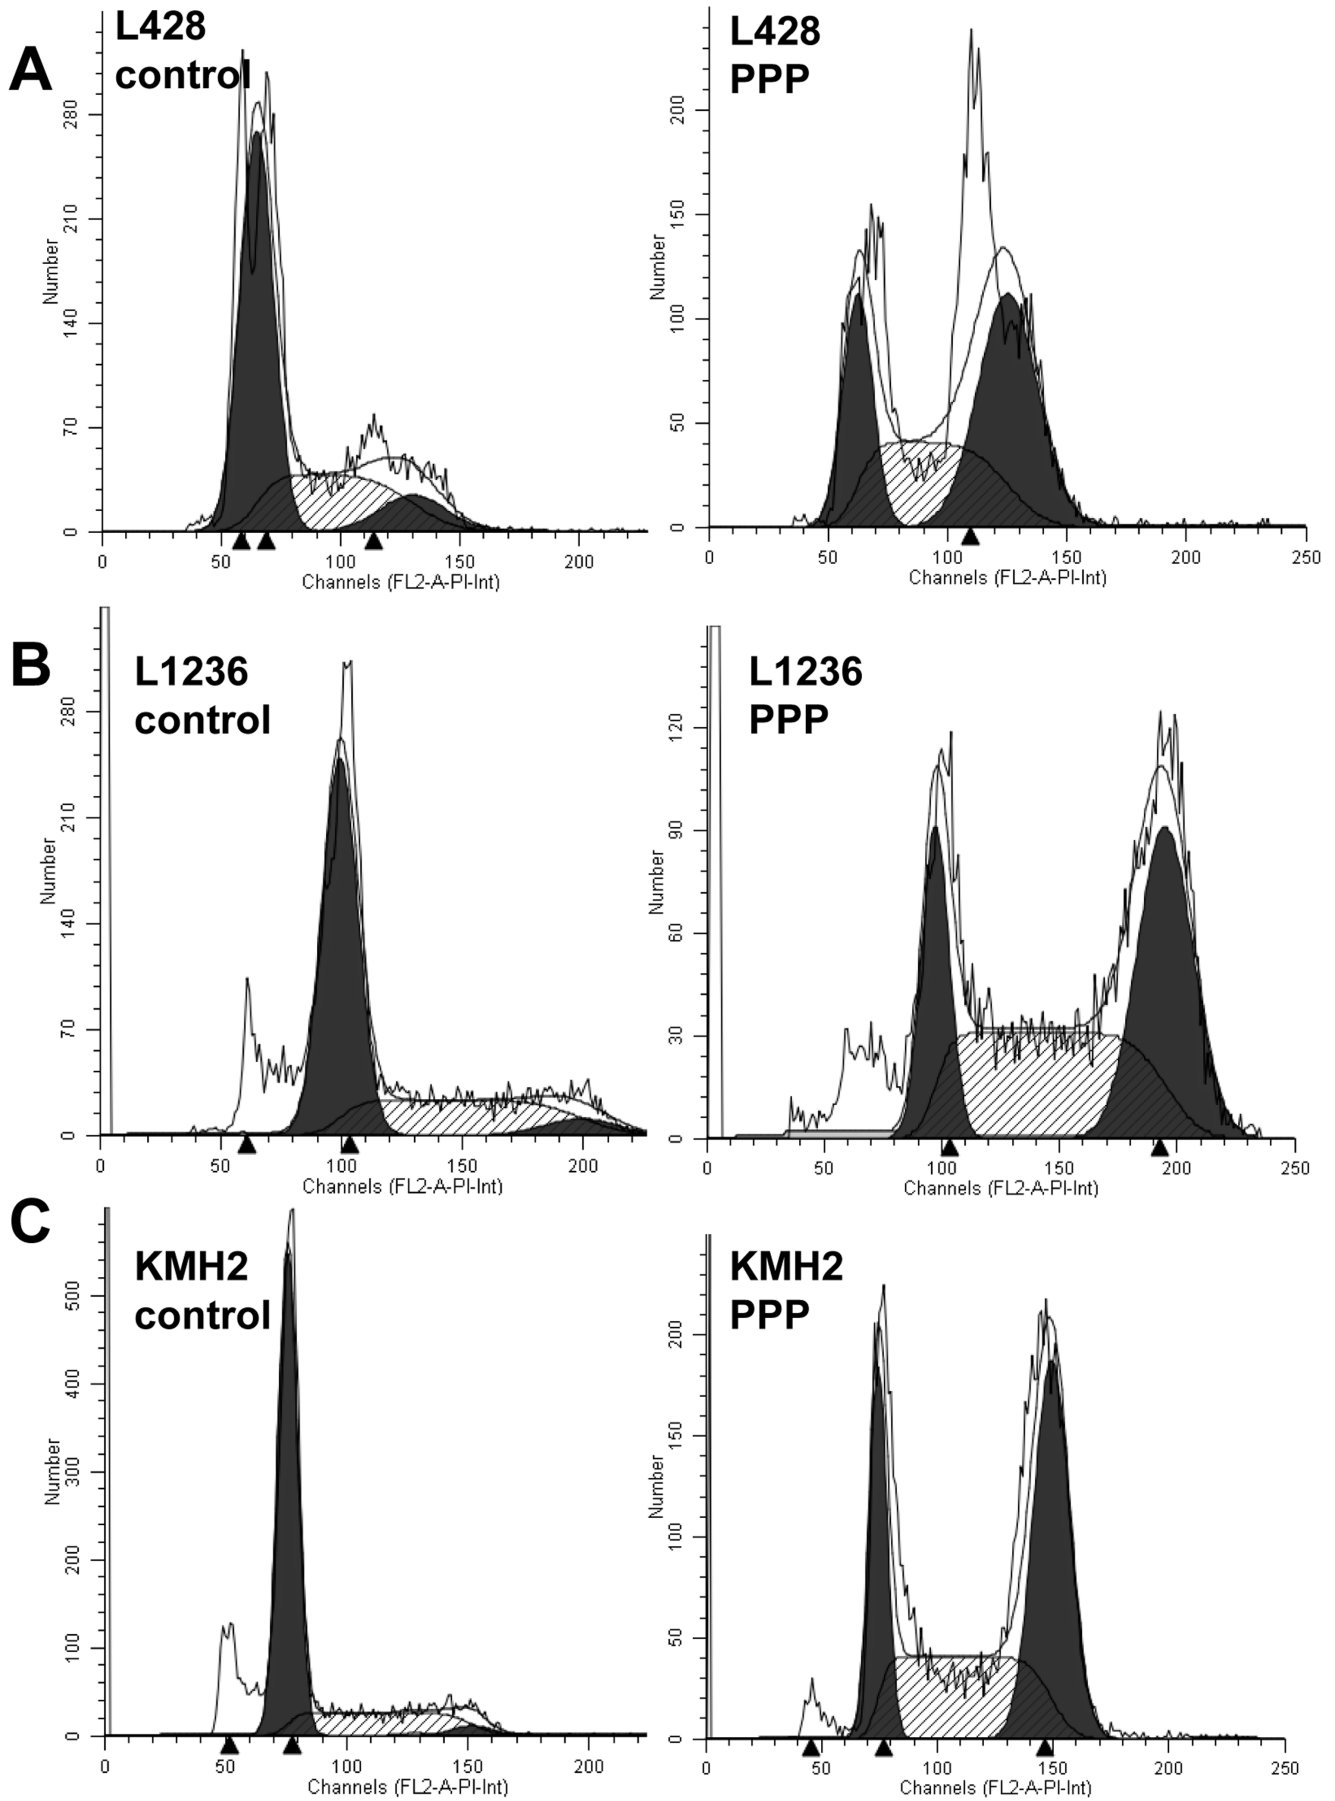 A
L428
control
280
210
140
70
0
Number
0 50 100 150 200
Channels (FL2-A-PI-Int)
L428
PPP
200
150
100
50
0
Number
0 50 100 150 200 250
Channels (FL2-A-PI-Int)
B
L1236
control
280
210
140
70
0
Number
0 50 100 150 200
Channels (FL2-A-PI-Int)
L1236
PPP
120
90
60
30
0
Number
0 50 100 150 200 250
Channels (FL2-A-PI-Int)
C
KMH2
control
500
400
300
200
100
0
Number
0 50 100 150 200
Channels (FL2-A-PI-Int)
KMH2
PPP
200
150
100
50
0
Number
0 50 100 150 200 250
Channels (FL2-A-PI-Int)